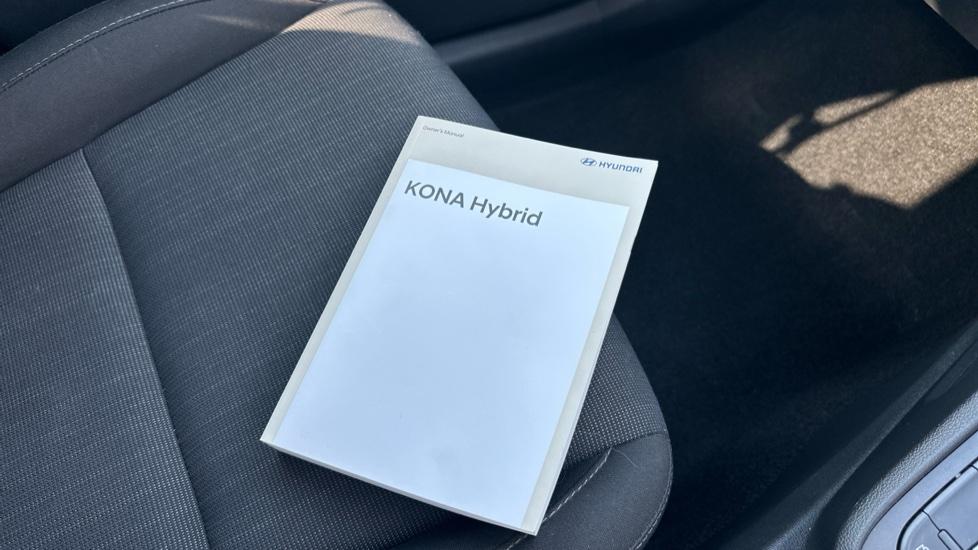 Owner's Manual
HYUNDAI
KONA Hybrid